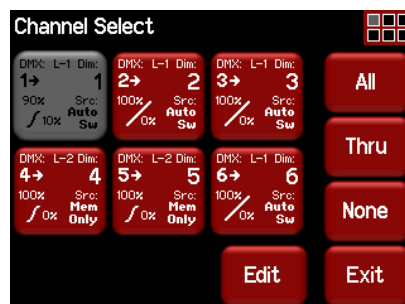 Channel Select
DMX: L-1 Dim:
1→ 1
90% Src:
Auto
10% Sw
DMX: L-1 Dim:
2→ 2
100% Src:
Auto
0% Sw
DMX: L-1 Dim:
3→ 3
100% Src:
Auto
0% Sw
All
Thru
DMX: L-2 Dim:
4→ 4
100% Src:
Mem
0% Only
DMX: L-2 Dim:
5→ 5
100% Src:
Mem
0% Only
DMX: L-1 Dim:
6→ 6
100% Src:
Auto
0% Sw
None
Edit
Exit